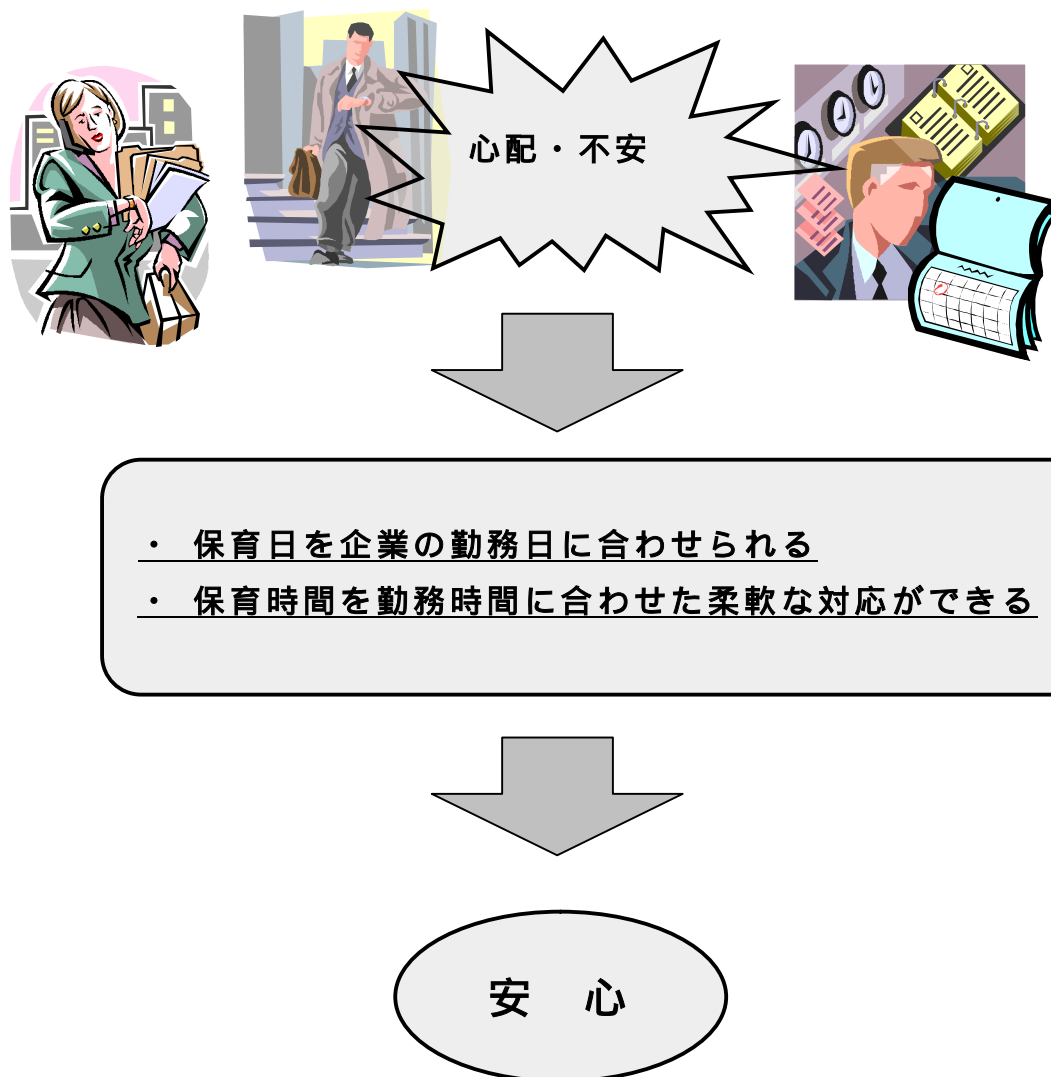 心配・不安
・ 保育日を企業の勤務日に合わせられる
・ 保育時間を勤務時間に合わせた柔軟な対応ができる
安 心